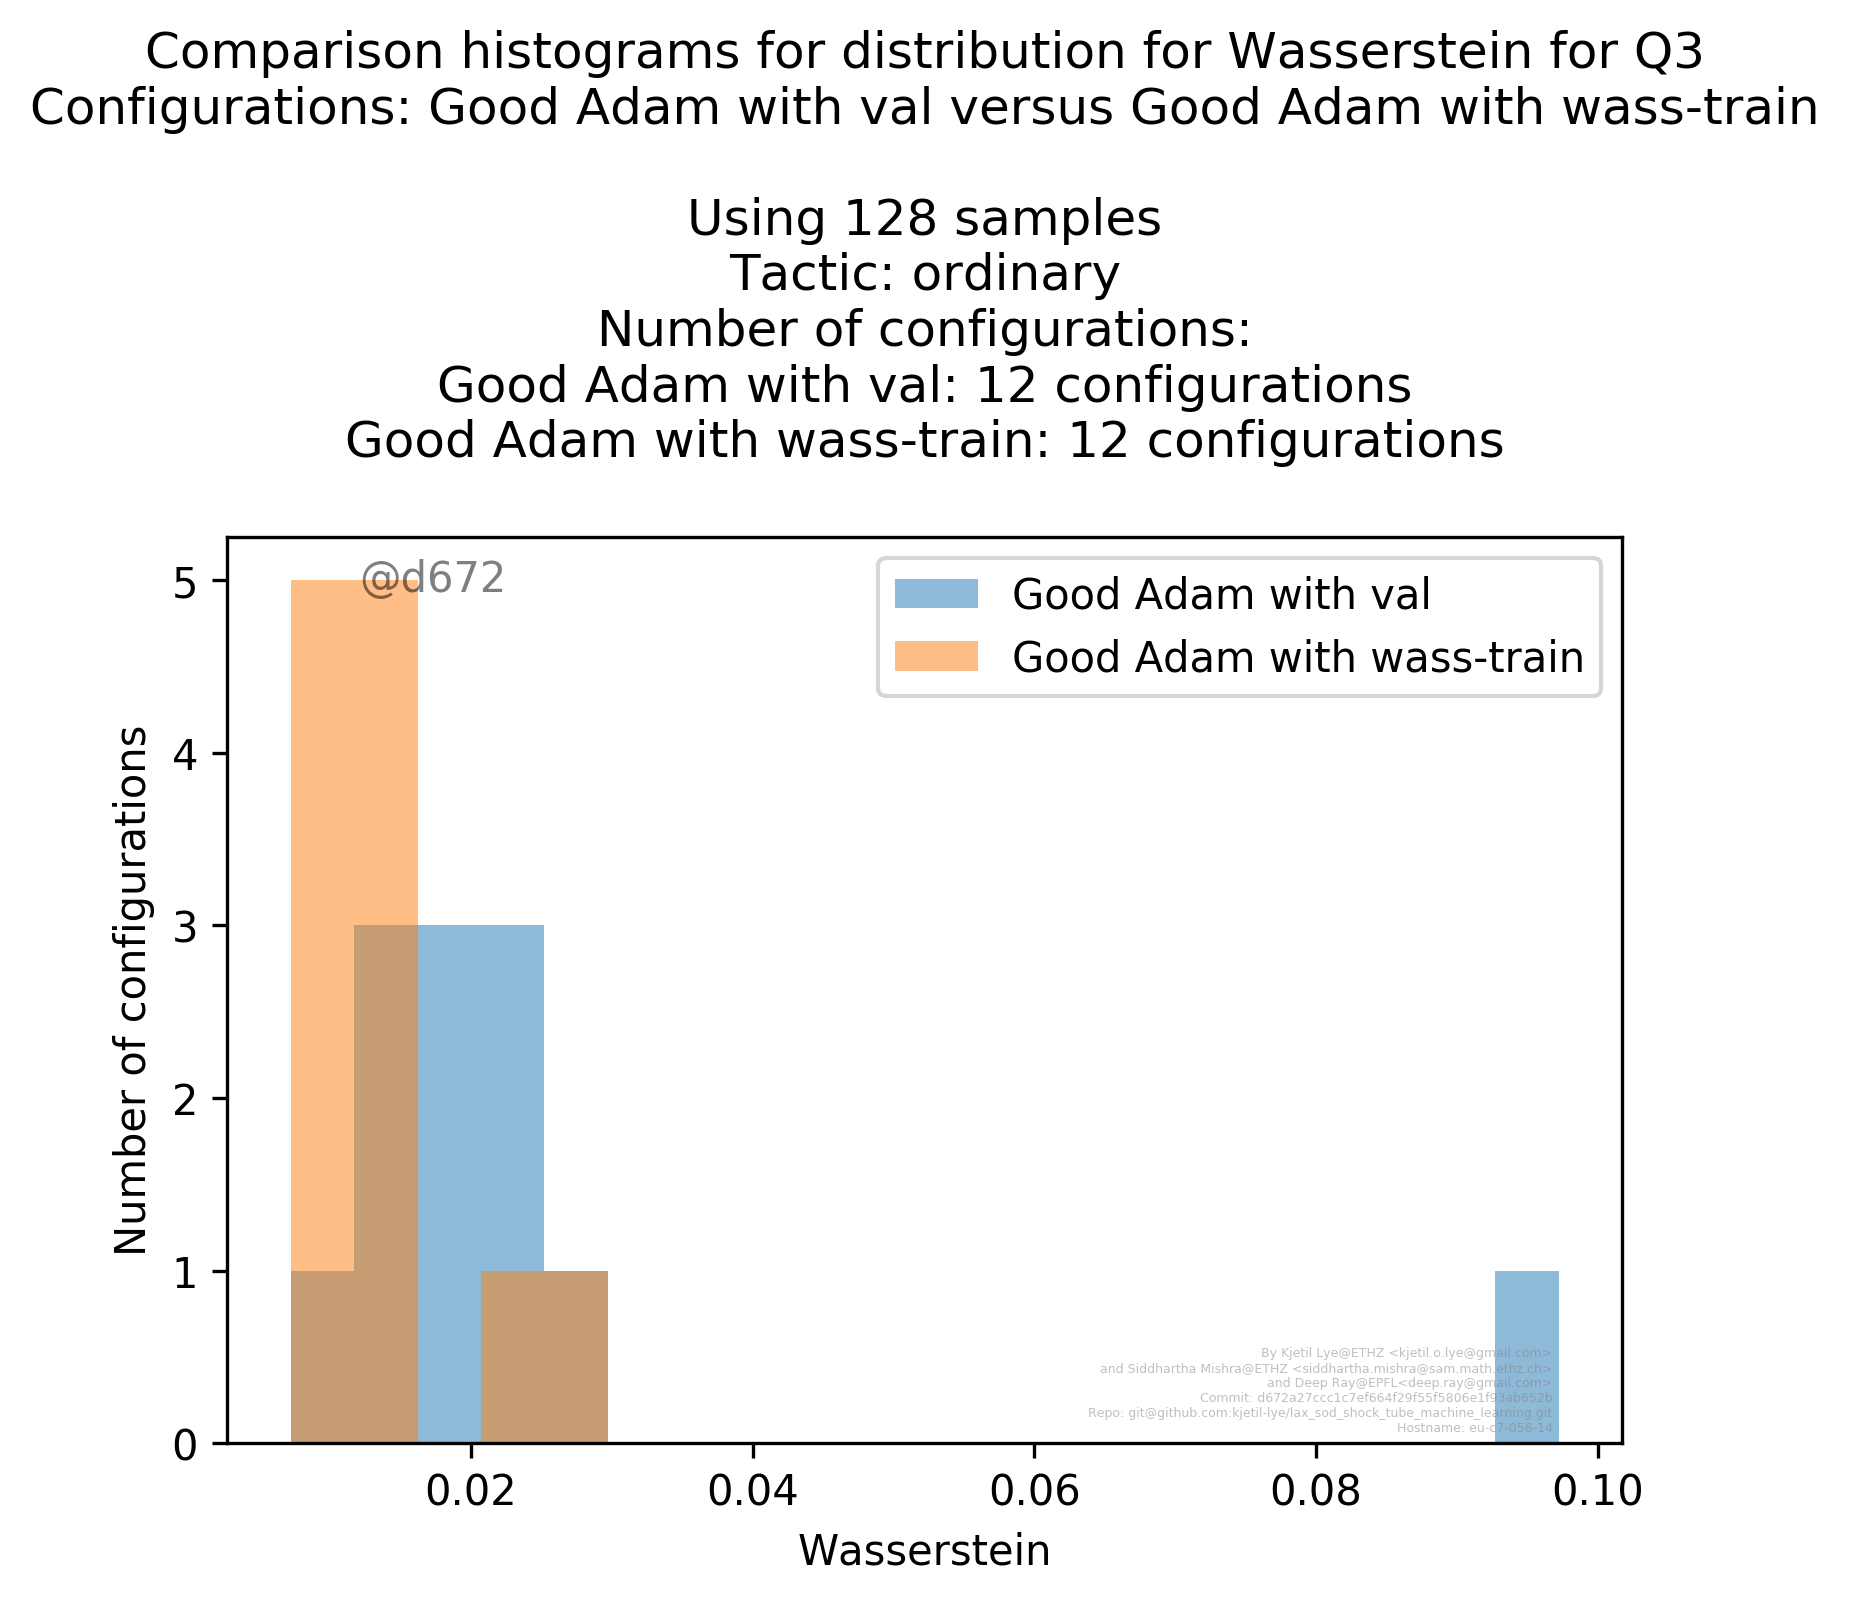 Comparison histograms for distribution for Wasserstein for Q3
Configurations: Good Adam with val versus Good Adam with wass-train
Using 128 samples
Tactic: ordinary
Number of configurations:
Good Adam with val: 12 configurations
Good Adam with wass-train: 12 configurations
@d672
Good Adam with val
Good Adam with wass-train
Number of configurations
5
4
3
2
1
0
By Kjetil Lye@ETHZ <kjetil.o.lye@gmail.com>
and Siddhartha Mishra@ETHZ <siddhartha.mishra@sam.math.ethz.ch>
and Deep Ray@EPFL<deep.ray@gmail.com>
Commit: d672a27ccc1c7ef664f29f55f5806e1f93ab652b
Repo: git@github.com:kjetil-lye/lax_sod_shock_tube_machine_learning.git
Hostname: eu-c7-056-14
0.02 0.04 0.06 0.08 0.10
Wasserstein